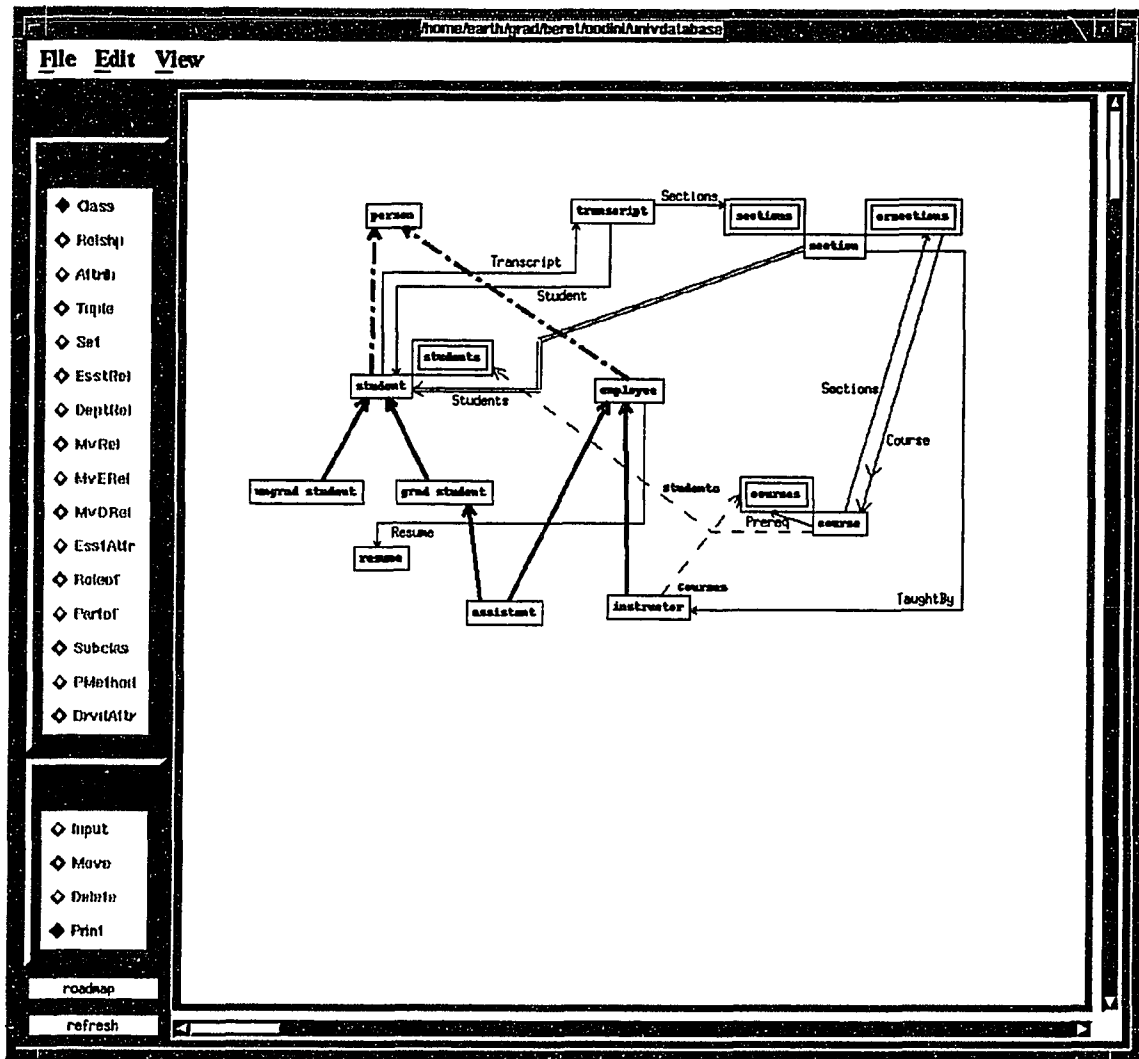 /home/earth/grad/beret/oodini/univdatabase
File Edit View
Class
Relshp
Attrib
Tuple
Set
EsstRel
DeptRel
MvRel
MvERel
MvDRel
EsstAttr
Roleof
Partof
Subclas
PMethod
DrvdAttr
Input
Move
Delete
Print
roadmap
refresh
person
transcript
Sections
sections
crsections
section
Transcript
Student
students
student
Students
employee
Sections
Course
ungrad student
grad student
students
courses
Prereq
course
Resume
resume
assistant
instructor
courses
TaughtBy